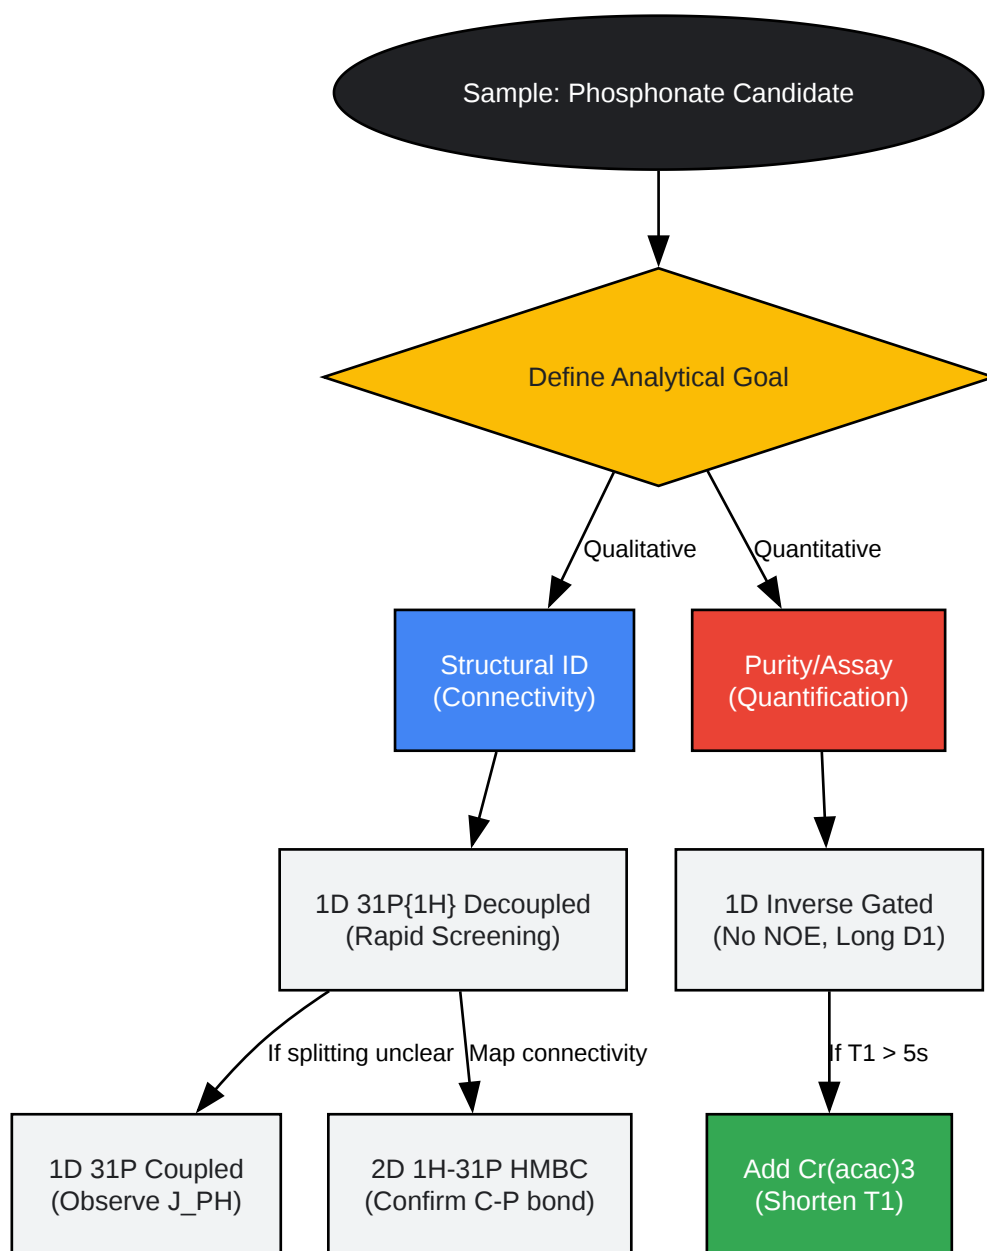 Sample: Phosphonate Candidate
Define Analytical Goal
Qualitative
Quantitative
Structural ID
(Connectivity)
Purity/Assay
(Quantification)
1D 31P{1H} Decoupled
(Rapid Screening)
1D Inverse Gated
(No NOE, Long D1)
If splitting unclear
Map connectivity
If T1 > 5s
1D 31P Coupled
(Observe J_PH)
2D 1H-31P HMBC
(Confirm C-P bond)
Add Cr(acac)3
(Shorten T1)